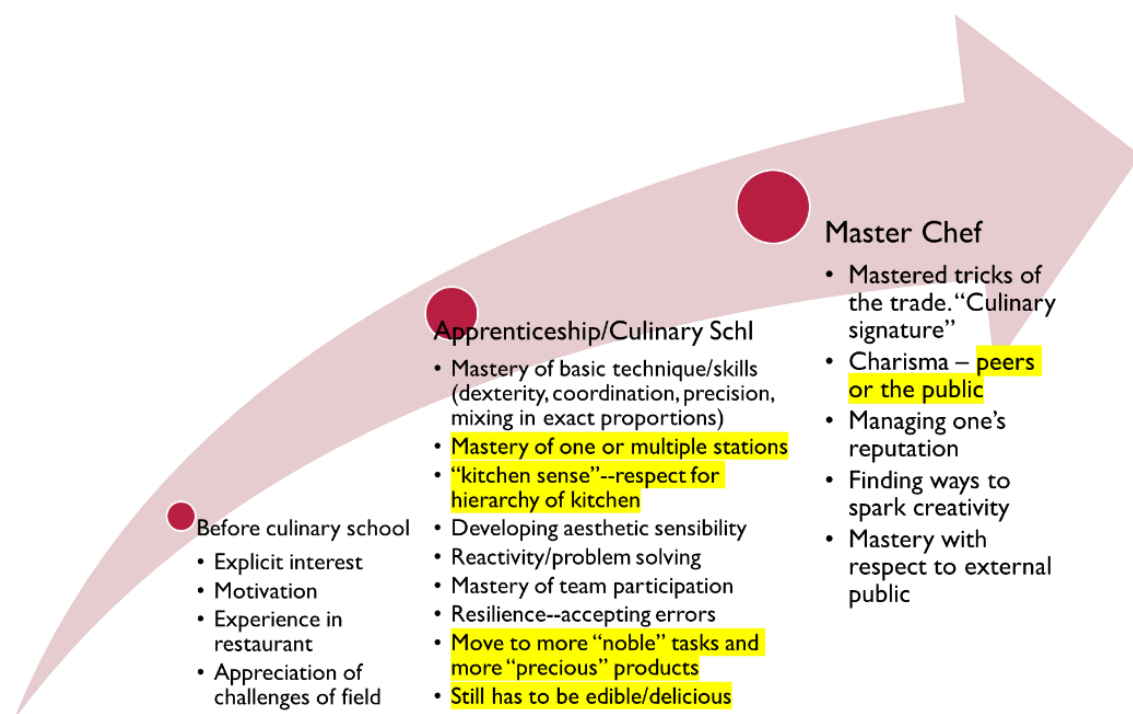 Before culinary school
• Explicit interest
• Motivation
• Experience in
restaurant
• Appreciation of
challenges of field
Apprenticeship/Culinary Schl
• Mastery of basic technique/skills
(dexterity, coordination, precision,
mixing in exact proportions)
• Mastery of one or multiple stations
• “kitchen sense”--respect for
hierarchy of kitchen
• Developing aesthetic sensibility
• Reactivity/problem solving
• Mastery of team participation
• Resilience--accepting errors
• Move to more “noble” tasks and
more “precious” products
• Still has to be edible/delicious
Master Chef
• Mastered tricks of
the trade. “Culinary
signature”
• Charisma – peers
or the public
• Managing one’s
reputation
• Finding ways to
spark creativity
• Mastery with
respect to external
public